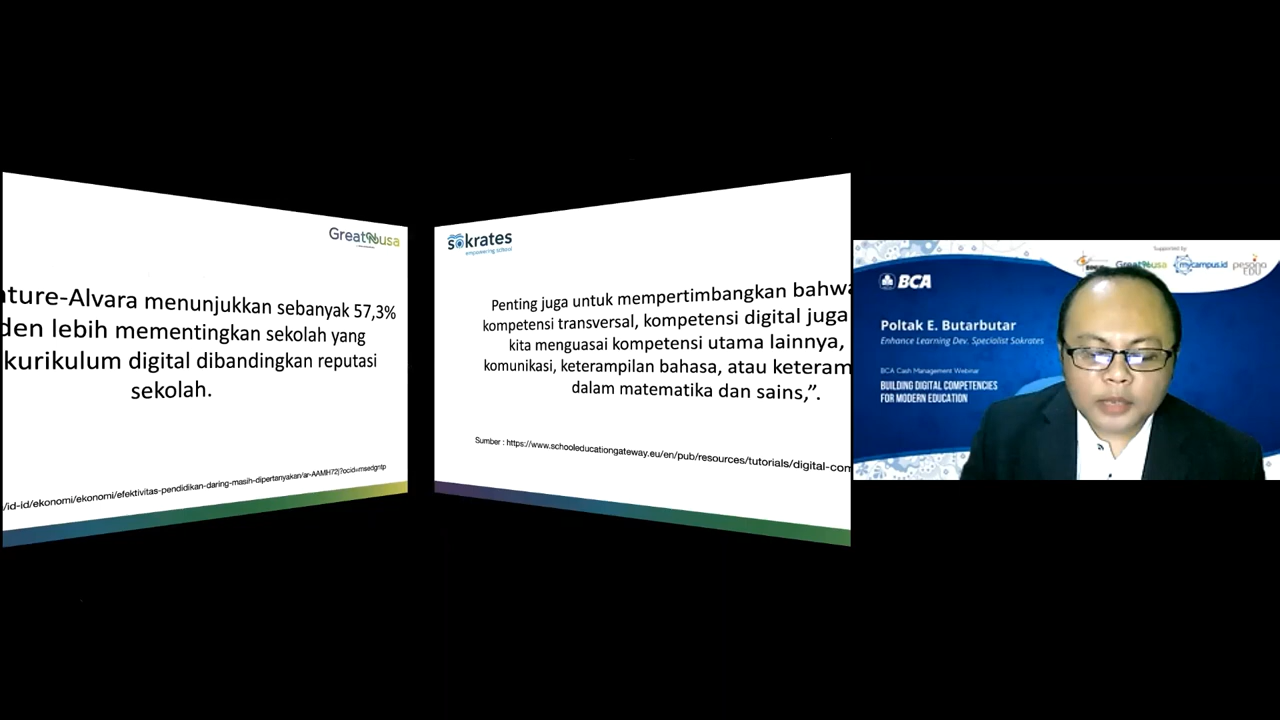 GreatNusa
ture-Alvara menunjukkan sebanyak 57,3%
den lebih mementingkan sekolah yang
kurikulum digital dibandingkan reputasi
sekolah.
/id-id/ekonomi/ekonomi/efektivitas-pendidikan-daring-masih-dipertanyakan/ar-AAMH72j?ocid=msedgntp
sokrates
empowering school
Penting juga untuk mempertimbangkan bahwa
kompetensi transversal, kompetensi digital juga
kita menguasai kompetensi utama lainnya,
komunikasi, keterampilan bahasa, atau keteram
dalam matematika dan sains,”.
Sumber : https://www.schooleducationgateway.eu/en/pub/resources/tutorials/digital-com
Supported by
GreatNusa
mycampus.id
pesona
EDU
BCA
Poltak E. Butarbutar
Enhance Learning Dev. Specialist Sokrates
BCA Cash Management Webinar
BUILDING DIGITAL COMPETENCIES
FOR MODERN EDUCATION